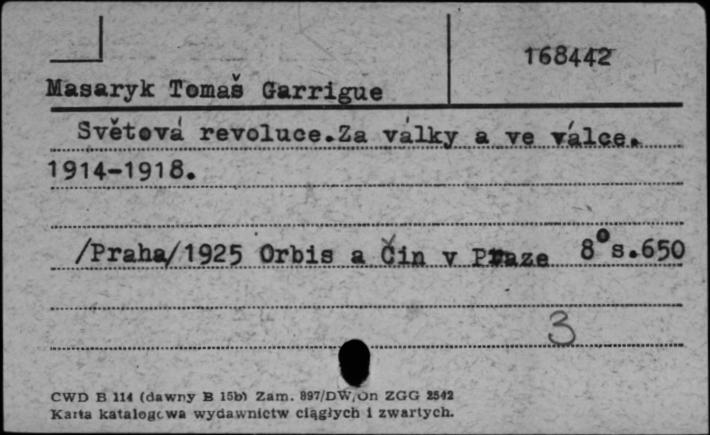 168442
Masaryk Tomaš Garrigue
Světová revoluce.Za války a ve válce.
1914-1918.
/Praha/1925 Orbis a Čin v Praze 8° s.650
3
CWD B 114 (dawny B 15b) Zam. 897/DW/On ZGG 2542
Karta katalogowa wydawnictw ciągłych i zwartych.